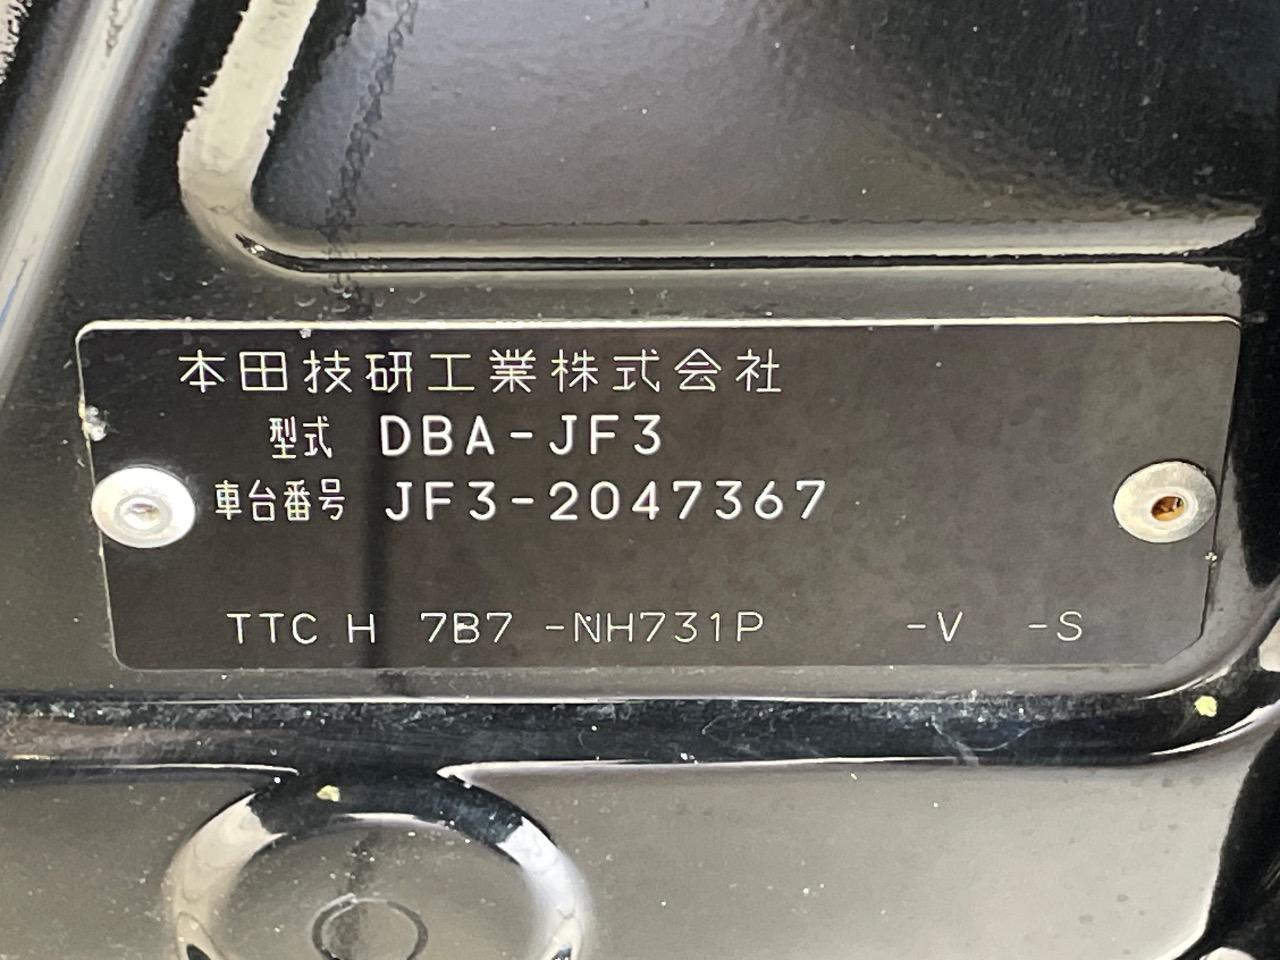 本田技研工業株式会社
型式 DBA-JF3
車台番号 JF3-2047367
TTC H 7B7 -NH731P -V -S